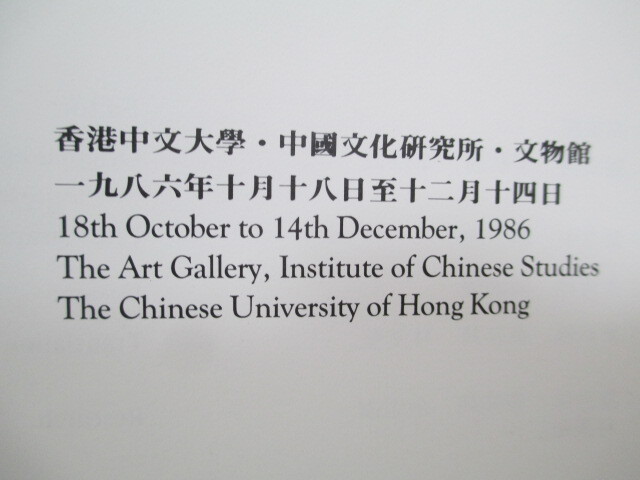 香港中文大學・中國文化研究所・文物館
一九八六年十月十八日至十二月十四日
18th October to 14th December, 1986
The Art Gallery, Institute of Chinese Studies
The Chinese University of Hong Kong